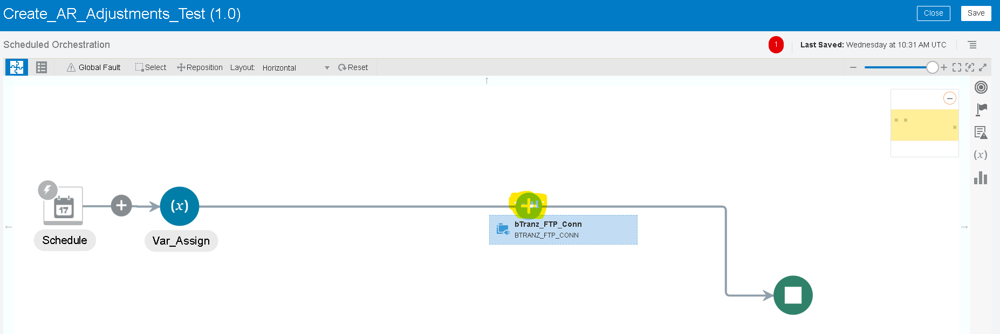 Create_AR_Adjustments_Test (1.0)
Close
Save
Scheduled Orchestration
1
Last Saved: Wednesday at 10:31 AM UTC
Global Fault
Select
Reposition
Layout:
Horizontal
Reset
(x)
17
(x)
bTranz_FTP_Conn
BTRANZ_FTP_CONN
Schedule
Var_Assign